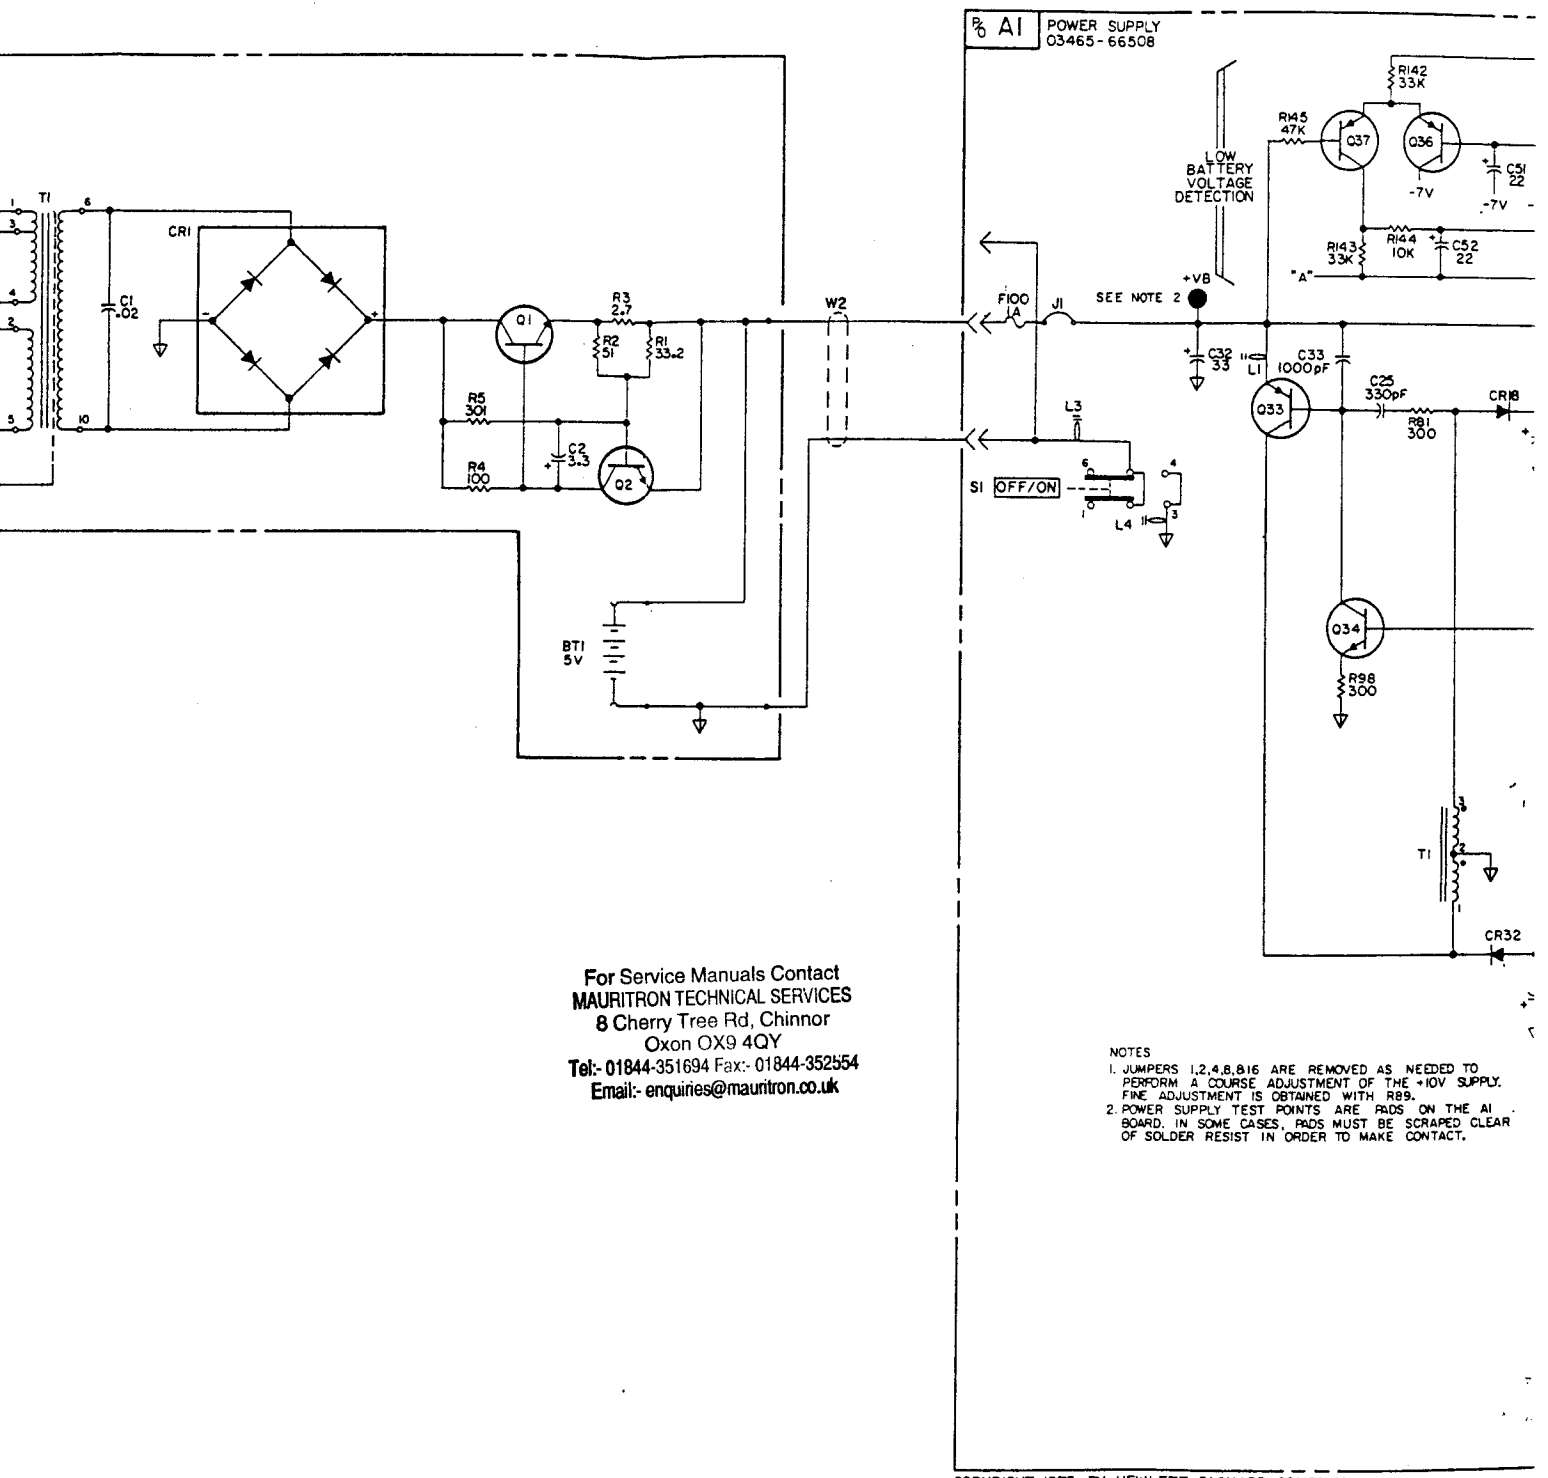 P/O A1
POWER SUPPLY
03465-66508
R142
33K
R145
47K
Q37
Q36
LOW
BATTERY
VOLTAGE
DETECTION
-7V
C51
22
-7V
R143
33K
R144
10K
C52
22
"A"
T1
1
3
4
2
5
6
10
C1
.02
CR1
-
+
Q1
R3
2.7
R2
51
R1
33.2
R5
301
R4
100
C2
3.3
+
Q2
W2
BT1
5V
F100
1A
J1
SEE NOTE 2
+VB
C32
33
L1
C33
1000pF
Q33
C25
330pF
R81
300
CR18
L3
S1 OFF/ON
6
4
1
3
L4
Q34
R98
300
T1
3
2
1
CR32
For Service Manuals Contact
MAURITRON TECHNICAL SERVICES
8 Cherry Tree Rd, Chinnor
Oxon OX9 4QY
Tel:- 01844-351694 Fax:- 01844-352554
Email:- enquiries@mauritron.co.uk
NOTES
1. JUMPERS 1,2,4,8,&16 ARE REMOVED AS NEEDED TO
PERFORM A COURSE ADJUSTMENT OF THE +10V SUPPLY.
FINE ADJUSTMENT IS OBTAINED WITH R89.
2. POWER SUPPLY TEST POINTS ARE PADS ON THE A1
BOARD. IN SOME CASES, PADS MUST BE SCRAPED CLEAR
OF SOLDER RESIST IN ORDER TO MAKE CONTACT.